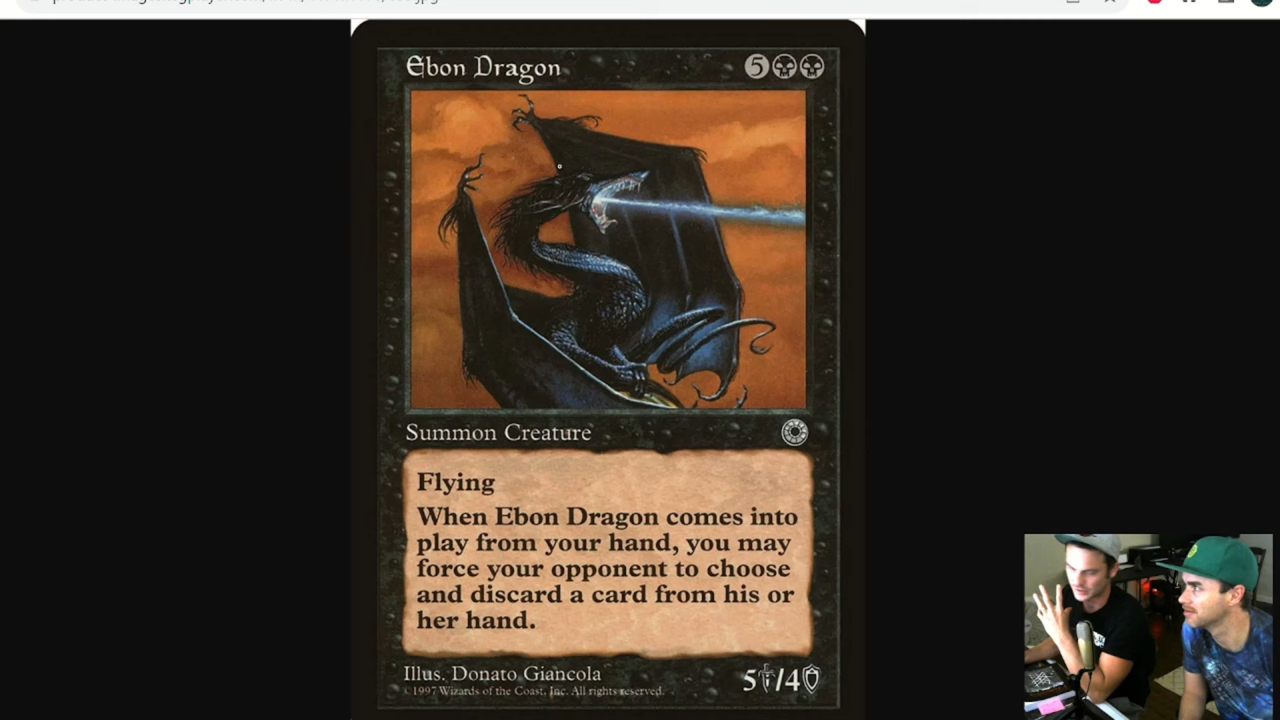 Ebon Dragon 5
Summon Creature
Flying
When Ebon Dragon comes into
play from your hand, you may
force your opponent to choose
and discard a card from his or
her hand.
Illus. Donato Giancola
5/4
©1997 Wizards of the Coast, Inc. All rights reserved.